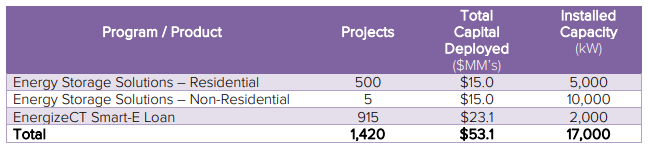 Program / Product Projects Total Capital Deployed ($MM's) Installed Capacity (kW)
Energy Storage Solutions – Residential 500 $15.0 5,000
Energy Storage Solutions – Non-Residential 5 $15.0 10,000
EnergizeCT Smart-E Loan 915 $23.1 2,000
Total 1,420 $53.1 17,000